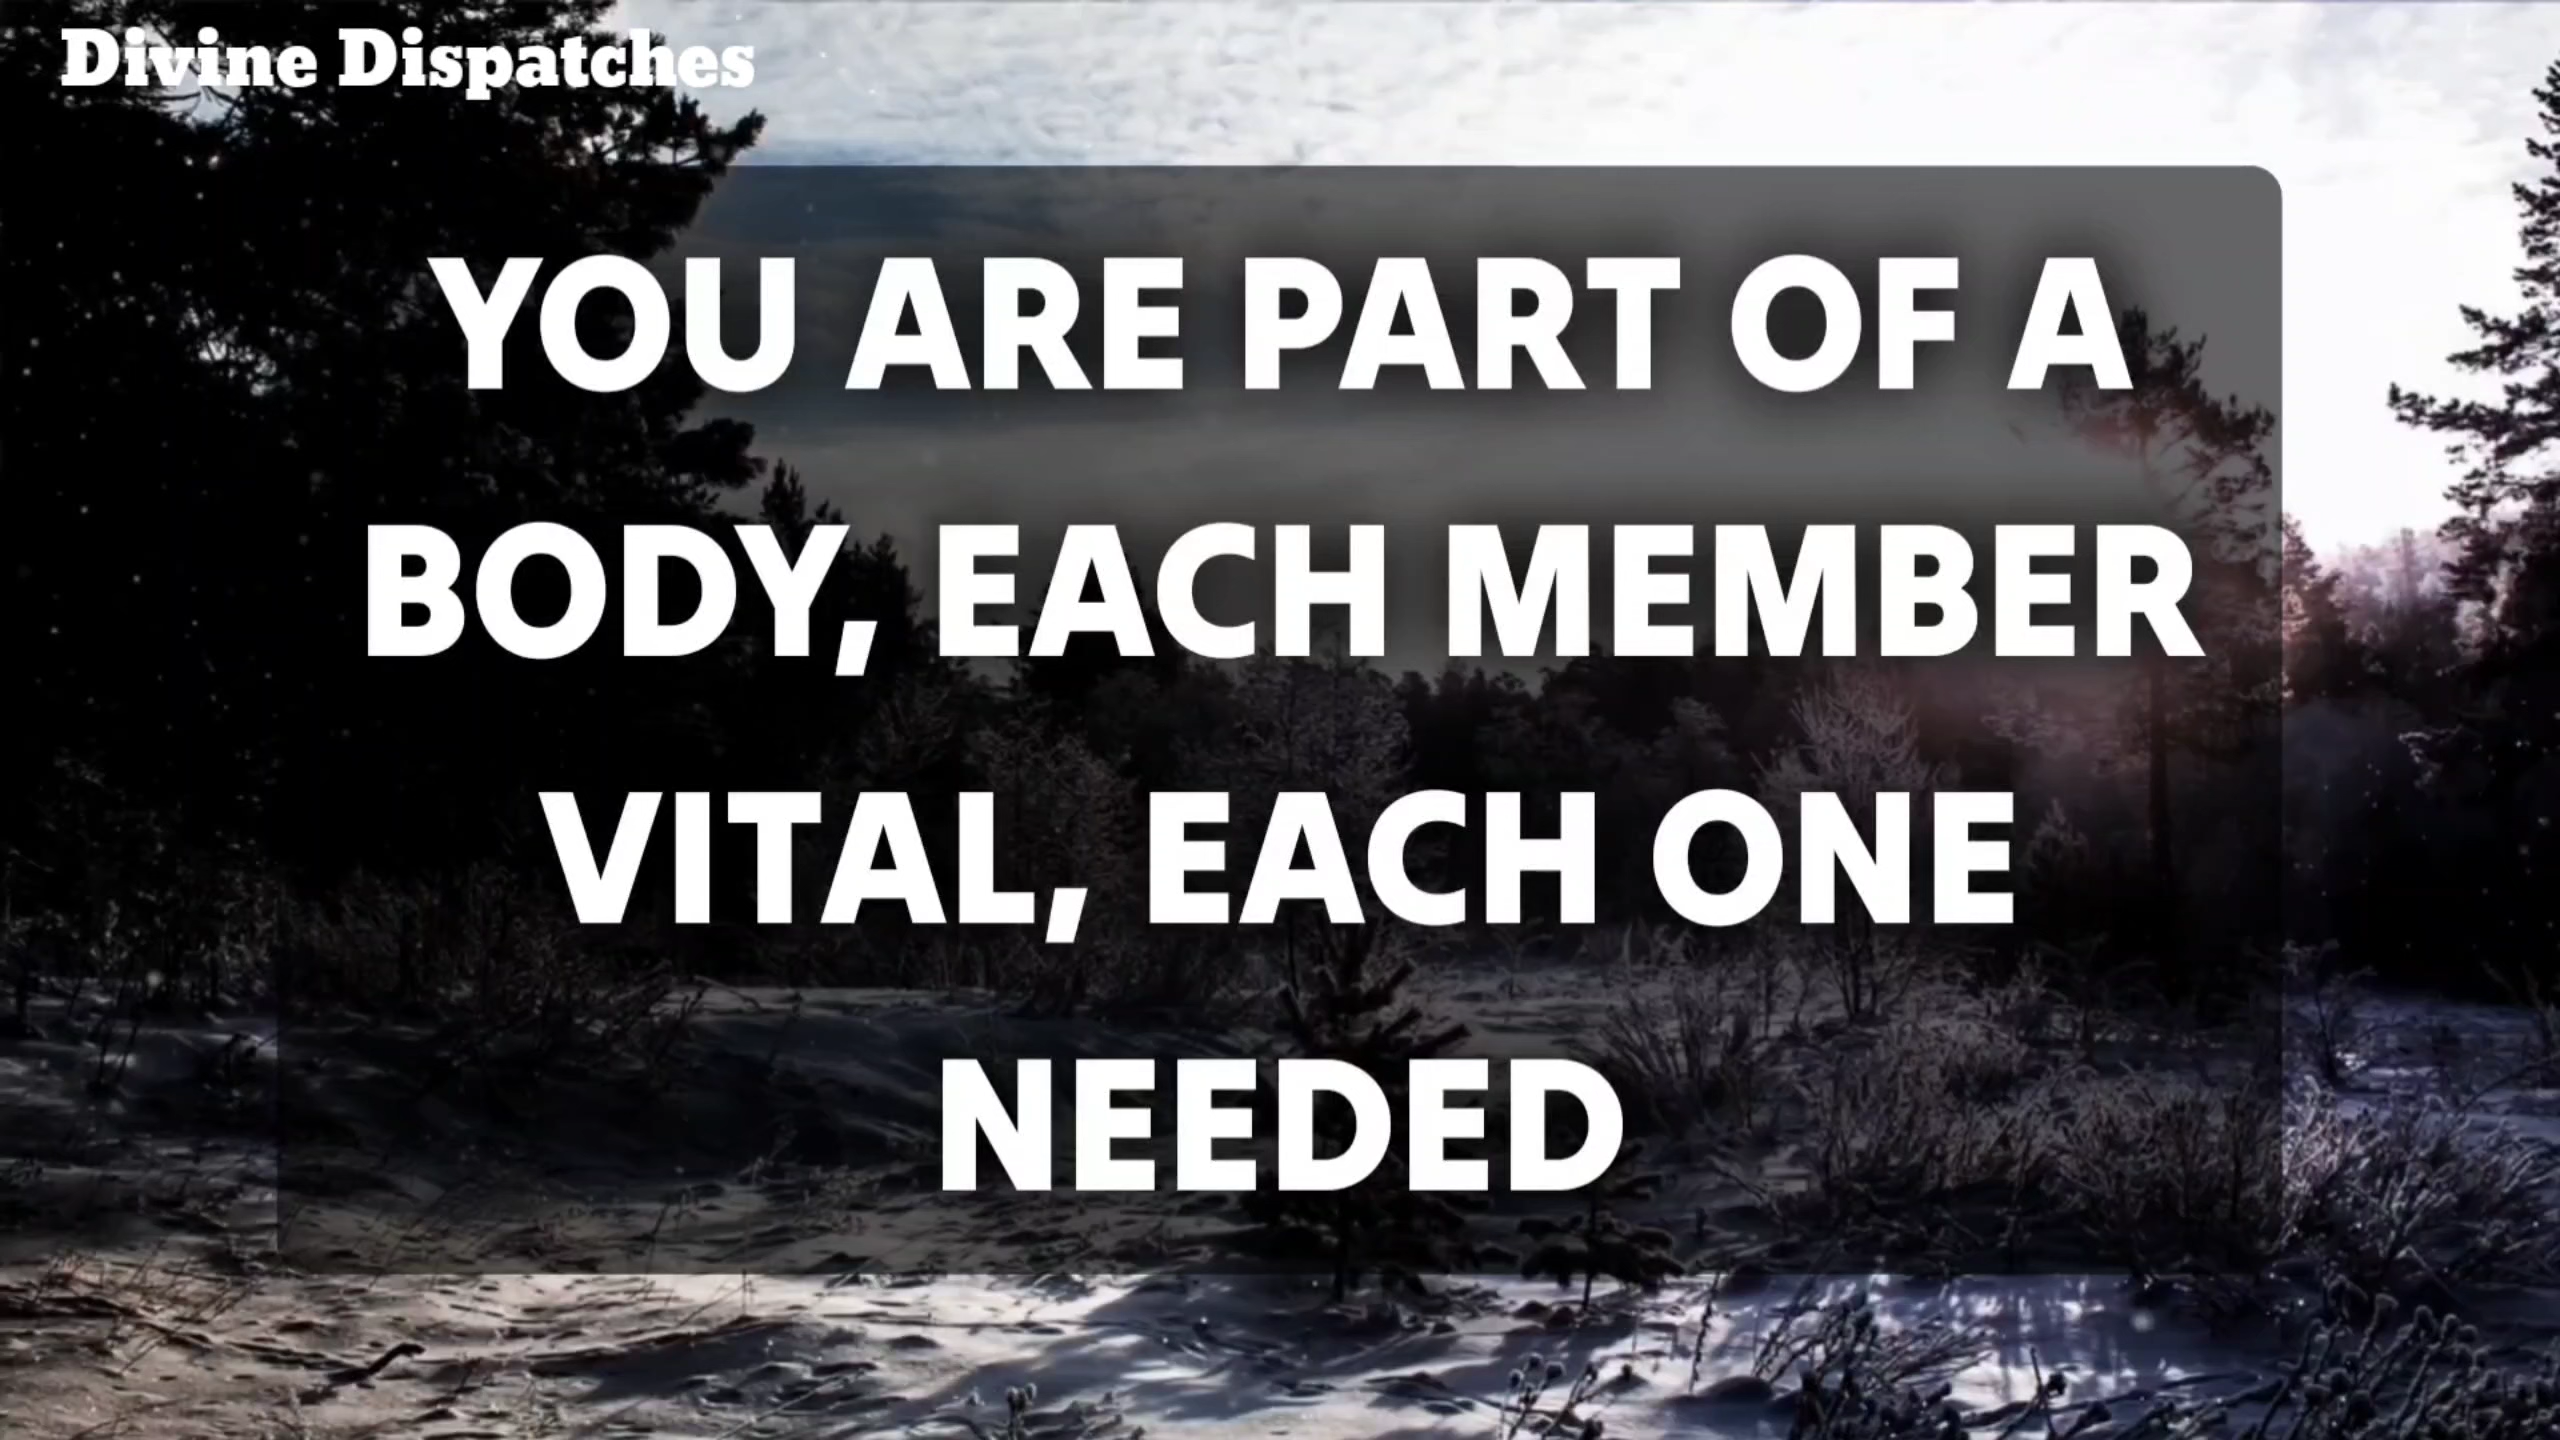 Divine Dispatches
YOU ARE PART OF A
BODY, EACH MEMBER
VITAL, EACH ONE
NEEDED